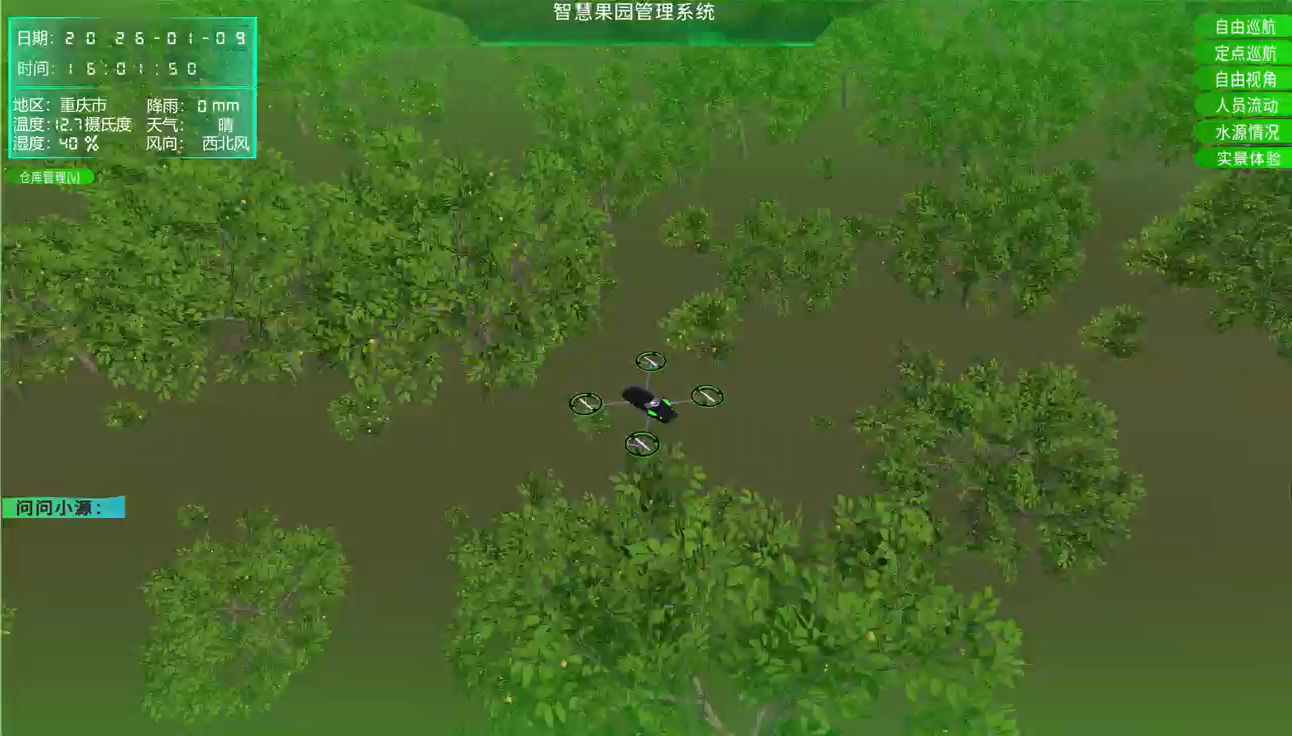 智慧果园管理系统
日期: 2026-01-09
时间: 16:01:50
地区: 重庆市 降雨: 0 mm
温度: 12.7摄氏度 天气: 晴
湿度: 40 % 风向: 西北风
仓库管理(v)
自由巡航
定点巡航
自由视角
人员流动
水源情况
实景体验
问问小源: